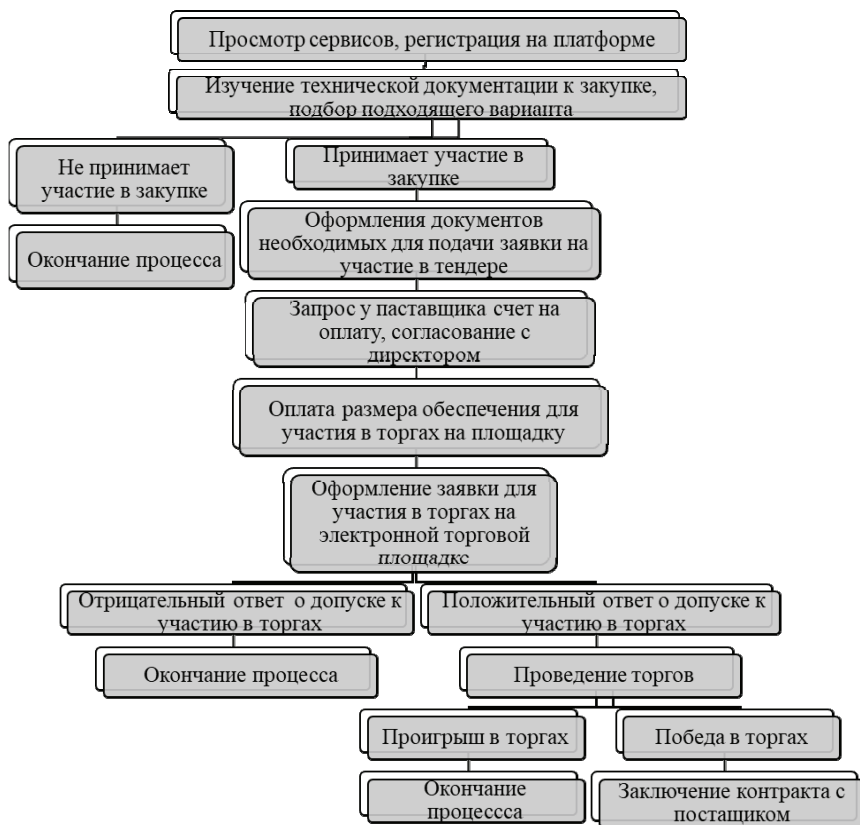 Просмотр сервисов, регистрация на платформе
Изучение технической документации к закупке,
подбор подходящего варианта
Не принимает
участие в закупке
Принимает участие в
закупке
Окончание процесса
Оформления документов
необходимых для подачи заявки на
участие в тендере
Запрос у паставщика счет на
оплату, согласование с
дирсктором
Оплата размера обеспечения для
участия в торгах на площадку
Оформление заявки для
участия в торгах на
электронной торговой
площадкс
Отрицательный ответ о допуске к
участию в торгах
Положительный ответ о допуске к
участию в торгах
Окончание процесса
Проведение торгов
Проигрыш в торгах
Победа в торгах
Окончание
процессса
Заключение контракта с
постащиком